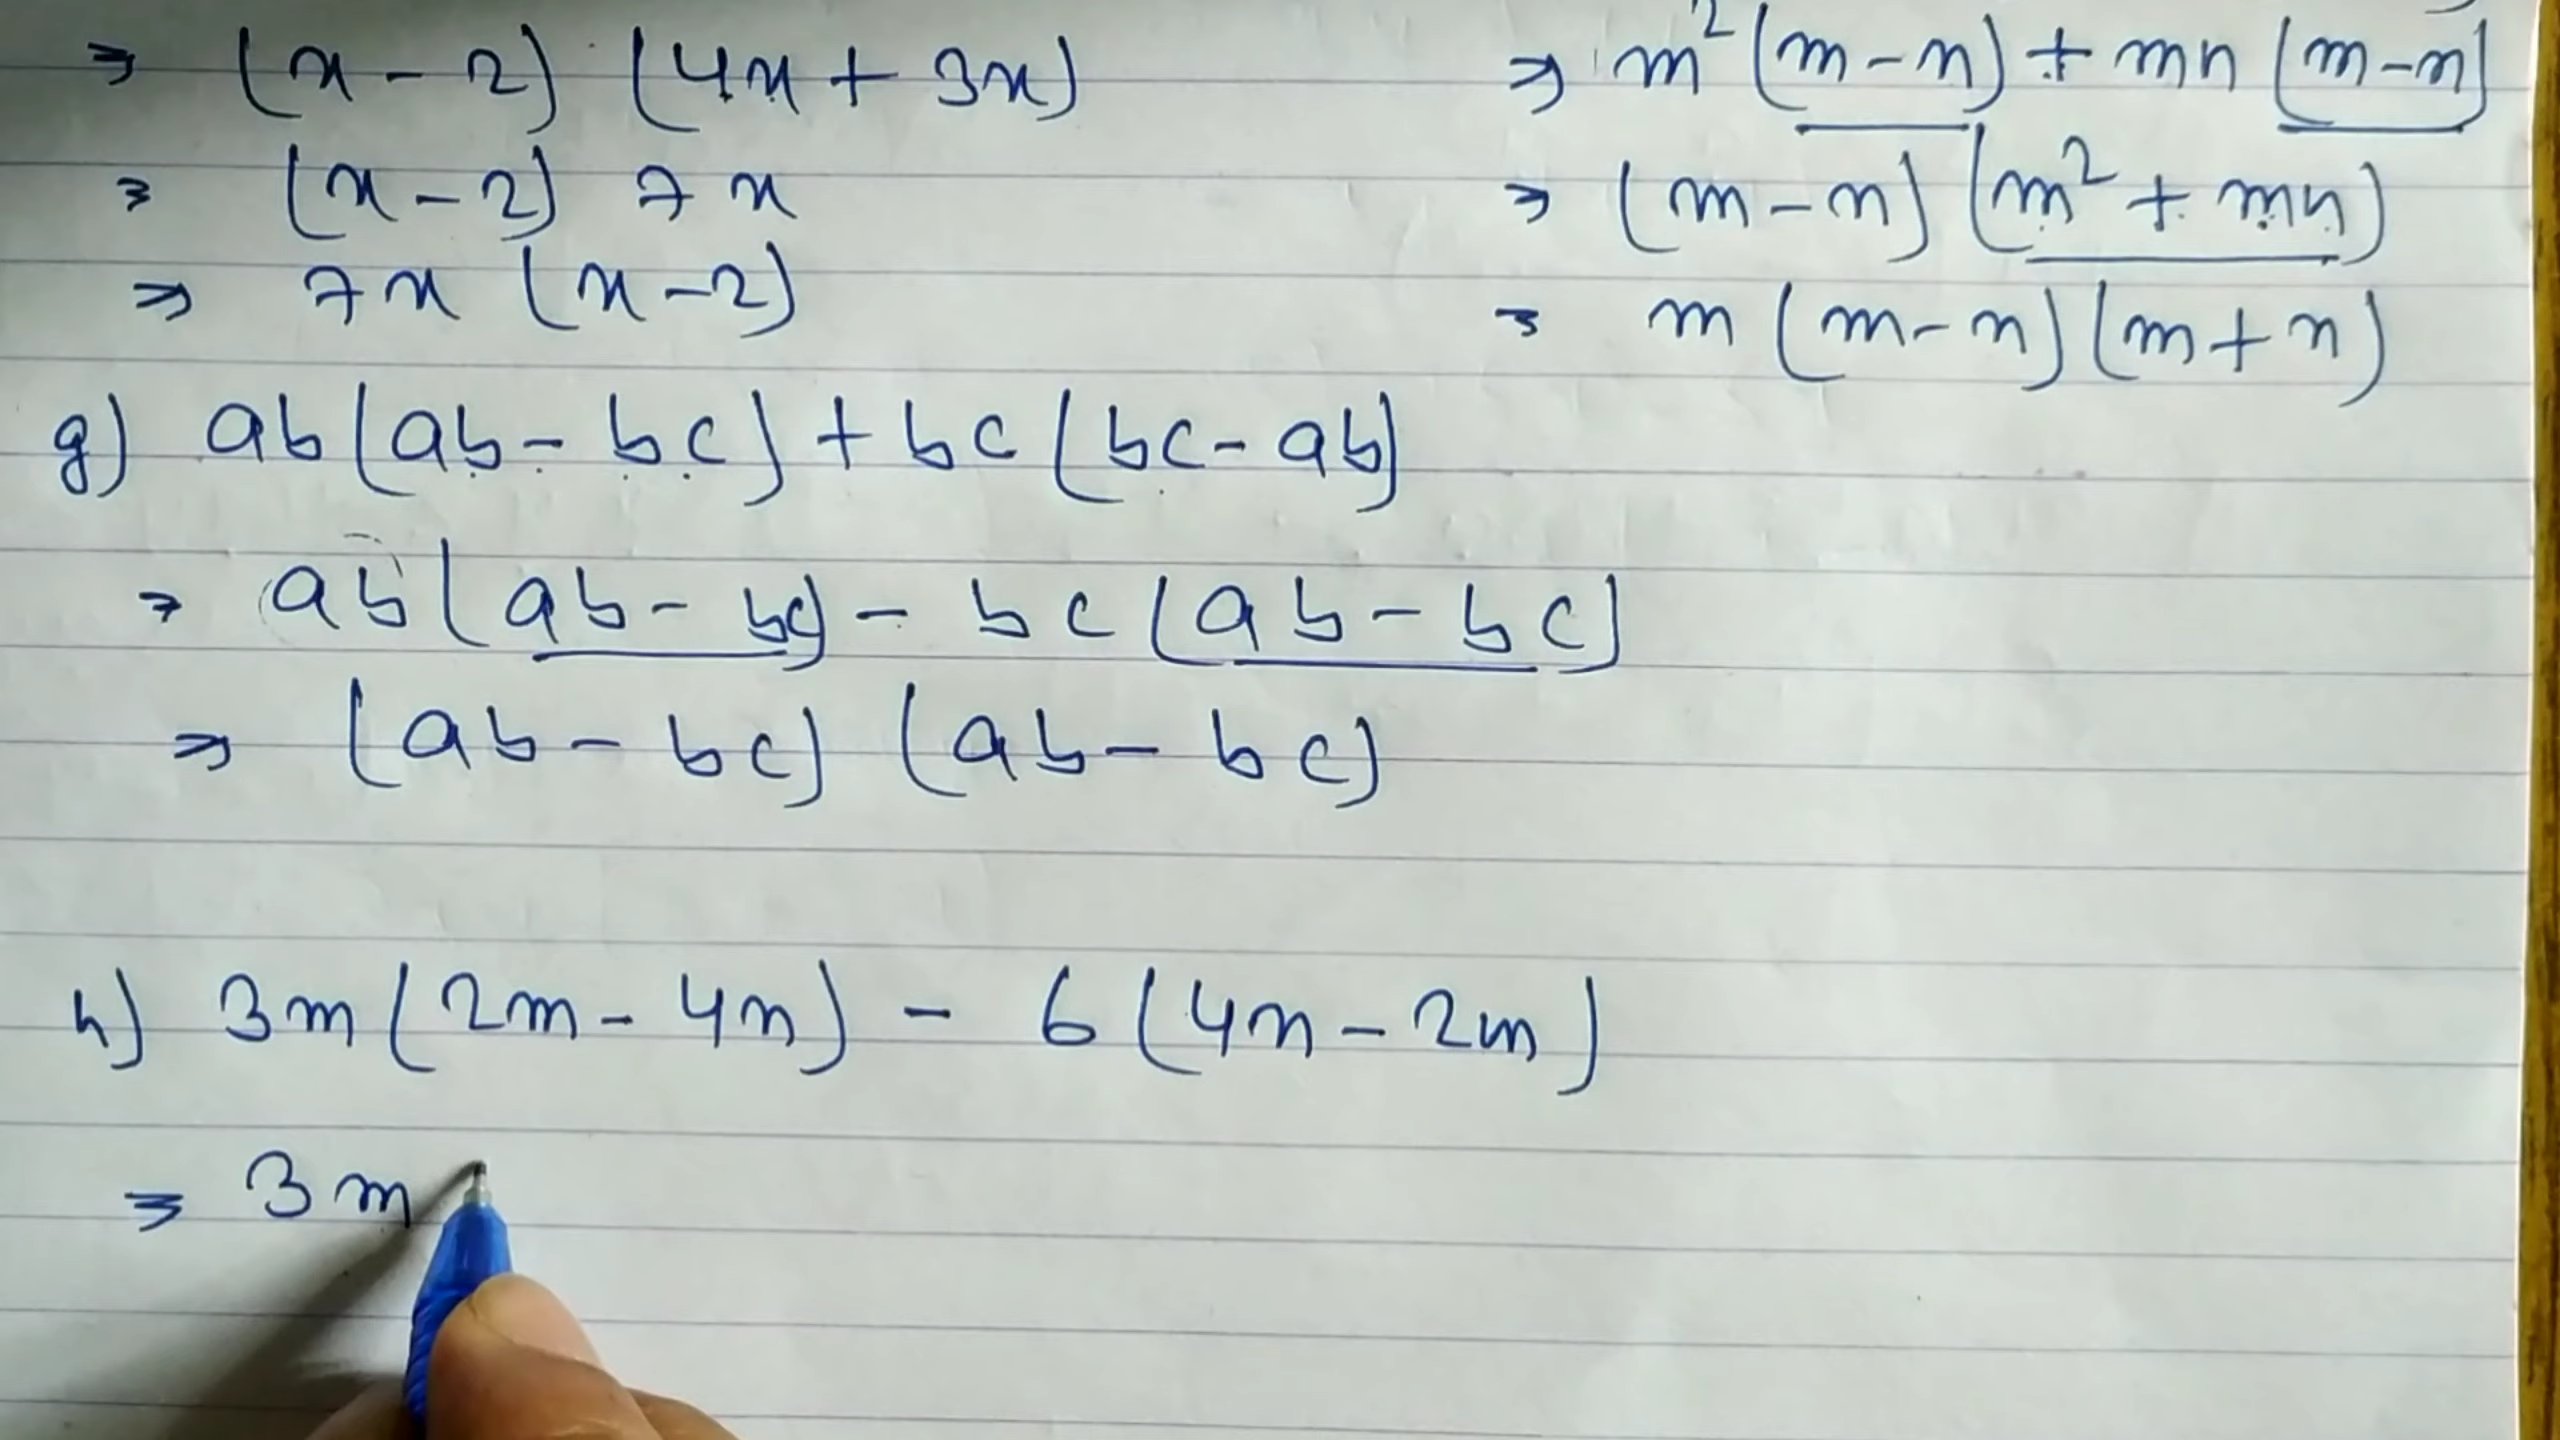 ⇒ (x - 2) (4x + 3x)
⇒ (x - 2) 7x
⇒ 7x (x - 2)
⇒ m² (m - n) + mn (m - n)
⇒ (m - n) (m² + mn)
⇒ m (m - n) (m + n)
g) ab (ab - bc) + bc (bc - ab)
⇒ ab (ab - bc) - bc (ab - bc)
⇒ (ab - bc) (ab - bc)
h) 3m (2m - 4n) - 6 (4n - 2m)
⇒ 3m